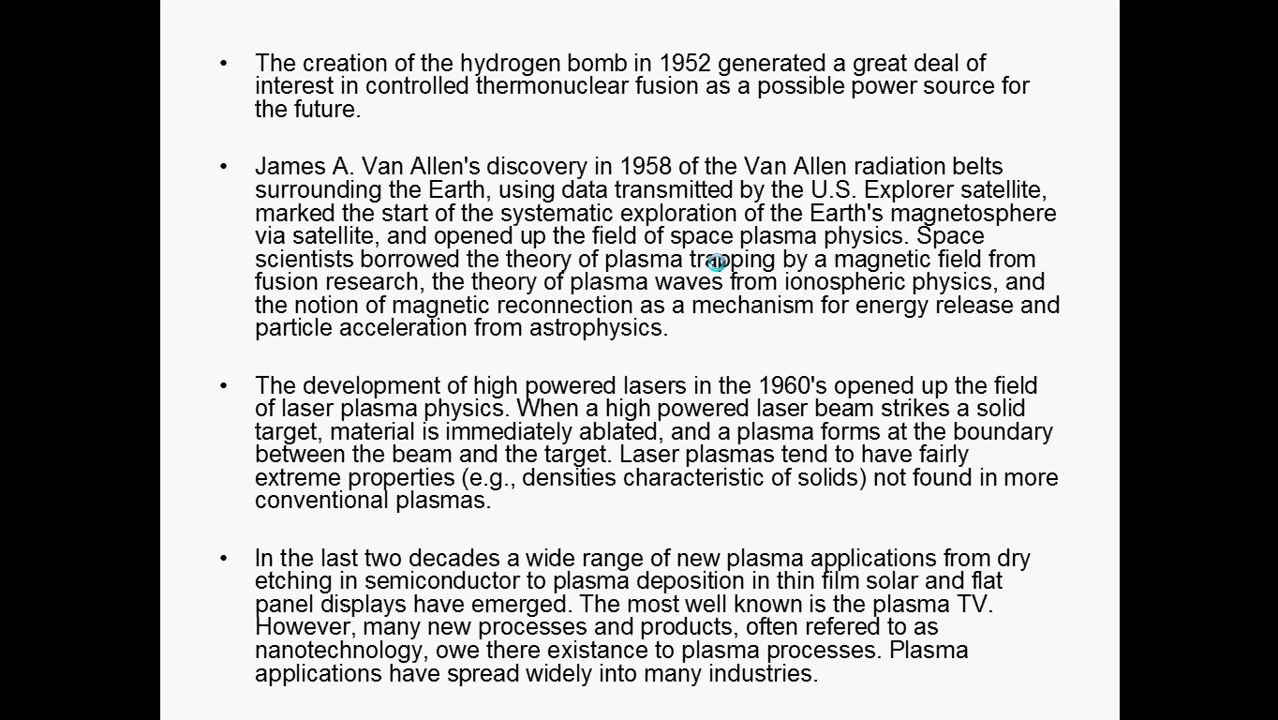 • The creation of the hydrogen bomb in 1952 generated a great deal of
interest in controlled thermonuclear fusion as a possible power source for
the future.
• James A. Van Allen's discovery in 1958 of the Van Allen radiation belts
surrounding the Earth, using data transmitted by the U.S. Explorer satellite,
marked the start of the systematic exploration of the Earth's magnetosphere
via satellite, and opened up the field of space plasma physics. Space
scientists borrowed the theory of plasma trapping by a magnetic field from
fusion research, the theory of plasma waves from ionospheric physics, and
the notion of magnetic reconnection as a mechanism for energy release and
particle acceleration from astrophysics.
• The development of high powered lasers in the 1960's opened up the field
of laser plasma physics. When a high powered laser beam strikes a solid
target, material is immediately ablated, and a plasma forms at the boundary
between the beam and the target. Laser plasmas tend to have fairly
extreme properties (e.g., densities characteristic of solids) not found in more
conventional plasmas.
• In the last two decades a wide range of new plasma applications from dry
etching in semiconductor to plasma deposition in thin film solar and flat
panel displays have emerged. The most well known is the plasma TV.
However, many new processes and products, often refered to as
nanotechnology, owe there existance to plasma processes. Plasma
applications have spread widely into many industries.